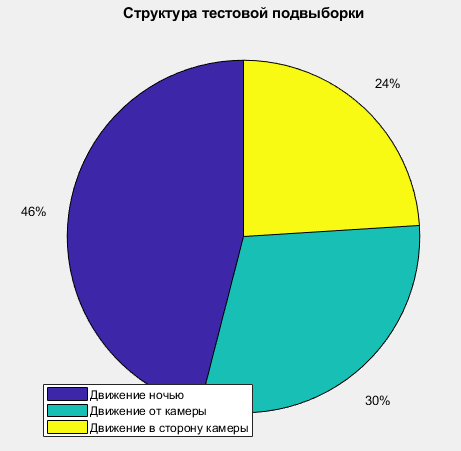 Структура тестовой подвыборки
24%
46%
30%
Движение ночью
Движение от камеры
Движение в сторону камеры